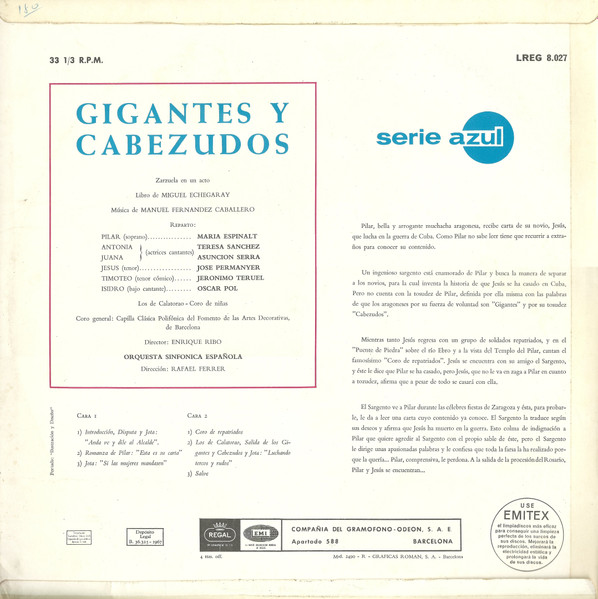 33 1/3 R.P.M.
LREG 8.027
GIGANTES Y
CABEZUDOS
Zarzuela en un acto
Libro de MIGUEL ECHEGARAY
Música de MANUEL FERNANDEZ CABALLERO
REPARTO:
PILAR (soprano)................ MARIA ESPINALT
ANTONIA } (actrices cantantes) { TERESA SANCHEZ
JUANA ASUNCION SERRA
JESUS (tenor)................... JOSE PERMANYER
TIMOTEO (tenor cómico)...... JERONIMO TERUEL
ISIDRO (bajo cantante).......... OSCAR POL
Los de Calatorao - Coro de niñas
Coro general: Capilla Clásica Polifónica del Fomento de las Artes Decorativas,
de Barcelona
Director: ENRIQUE RIBO
ORQUESTA SINFONICA ESPAÑOLA
Dirección: RAFAEL FERRER
CARA 1
1) Introducción, Disputa y Jota:
"Anda ve y dile al Alcalde".
2) Romanza de Pilar: "Esta es su carta"
3) Jota: "Si las mujeres mandasen"
CARA 2
1) Coro de repatriados
2) Los de Calatorao, Salida de los Gi-
gantes y Cabezudos y Jota: "Luchando
tercos y rudos"
3) Salve
serie azul
Pilar, bella y arrogante muchacha aragonesa, recibe carta de su novio, Jesús,
que lucha en la guerra de Cuba. Como Pilar no sabe leer tiene que recurrir a extra-
ños para conocer su contenido.
Un ingenioso sargento está enamorado de Pilar y busca la manera de separar
a los novios, para la cual inventa la historia de que Jesús se ha casado en Cuba.
Pero no cuenta con la tozudez de Pilar, definida por ella misma con las palabras
de que los aragoneses por su fuerza de voluntad son "Gigantes" y por su tozudez
"Cabezudos".
Mientras tanto Jesús regresa con un grupo de soldados repatriados, y en el
"Puente de Piedra" sobre el río Ebro y a la vista del Templo del Pilar, cantan el
famosísimo "Coro de repatriados". Jesús se encuentra con su amigo el Sargento,
y éste le dice que Pilar se ha casado, pero Jesús, que no le va en zaga a Pilar en cuanto
a tozudez, afirma que a pesar de todo se casará con ella.
El Sargento ve a Pilar durante las célebres fiestas de Zaragoza y ésta, para probar-
le, le da a leer una carta cuyo contenido ya conoce. El Sargento la traduce según
sus deseos y afirma que Jesús ha muerto en la guerra. Esto colma de indignación a
Pilar que quiere agredir al Sargento con el propio sable de éste, pero el Sargento
le dirige unas apasionadas palabras y le confiesa que toda la farsa la ha realizado por-
que la quería... Pilar, comprensiva, le perdona. A la salida de la procesión del Rosario,
Pilar y Jesús se encuentran...
Depósito
Legal
REGAL
EMI
COMPAÑIA DEL GRAMOFONO - ODEON, S. A. E.
Apartado 588 BARCELONA
USE
EMITEX
el limpiadiscos más eficaz
para conseguir una limpieza
perfecta de los surcos de
sus discos. Mejorará la
reproducción, eliminará la
electricidad estática y
prolongará la vida
de sus discos.